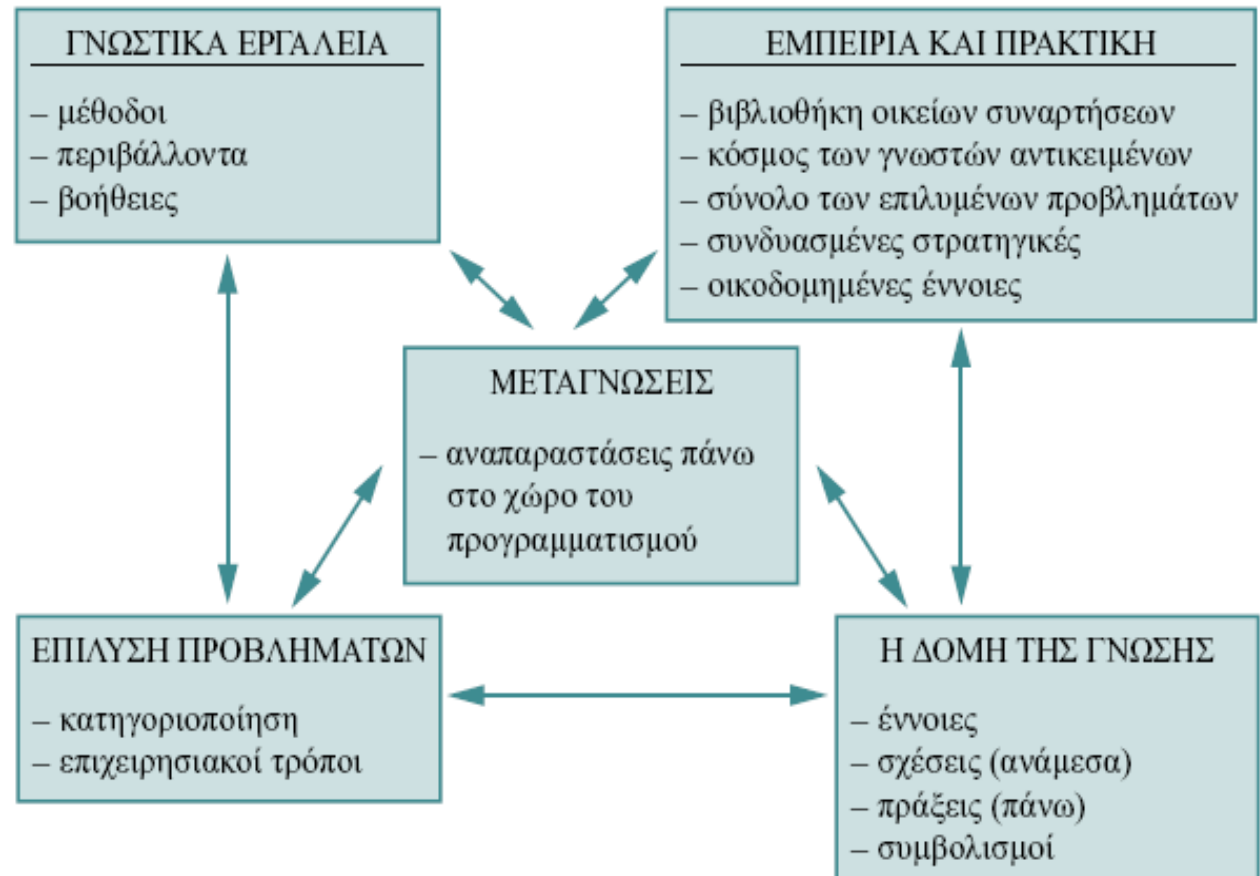 ΓΝΩΣΤΙΚΑ ΕΡΓΑΛΕΙΑ
– μέθοδοι
– περιβάλλοντα
– βοήθειες
ΕΜΠΕΙΡΙΑ ΚΑΙ ΠΡΑΚΤΙΚΗ
– βιβλιοθήκη οικείων συναρτήσεων
– κόσμος των γνωστών αντικειμένων
– σύνολο των επιλυμένων προβλημάτων
– συνδυασμένες στρατηγικές
– οικοδομημένες έννοιες
ΜΕΤΑΓΝΩΣΕΙΣ
– αναπαραστάσεις πάνω
στο χώρο του
προγραμματισμού
ΕΠΙΛΥΣΗ ΠΡΟΒΛΗΜΑΤΩΝ
– κατηγοριοποίηση
– επιχειρησιακοί τρόποι
Η ΔΟΜΗ ΤΗΣ ΓΝΩΣΗΣ
– έννοιες
– σχέσεις (ανάμεσα)
– πράξεις (πάνω)
– συμβολισμοί